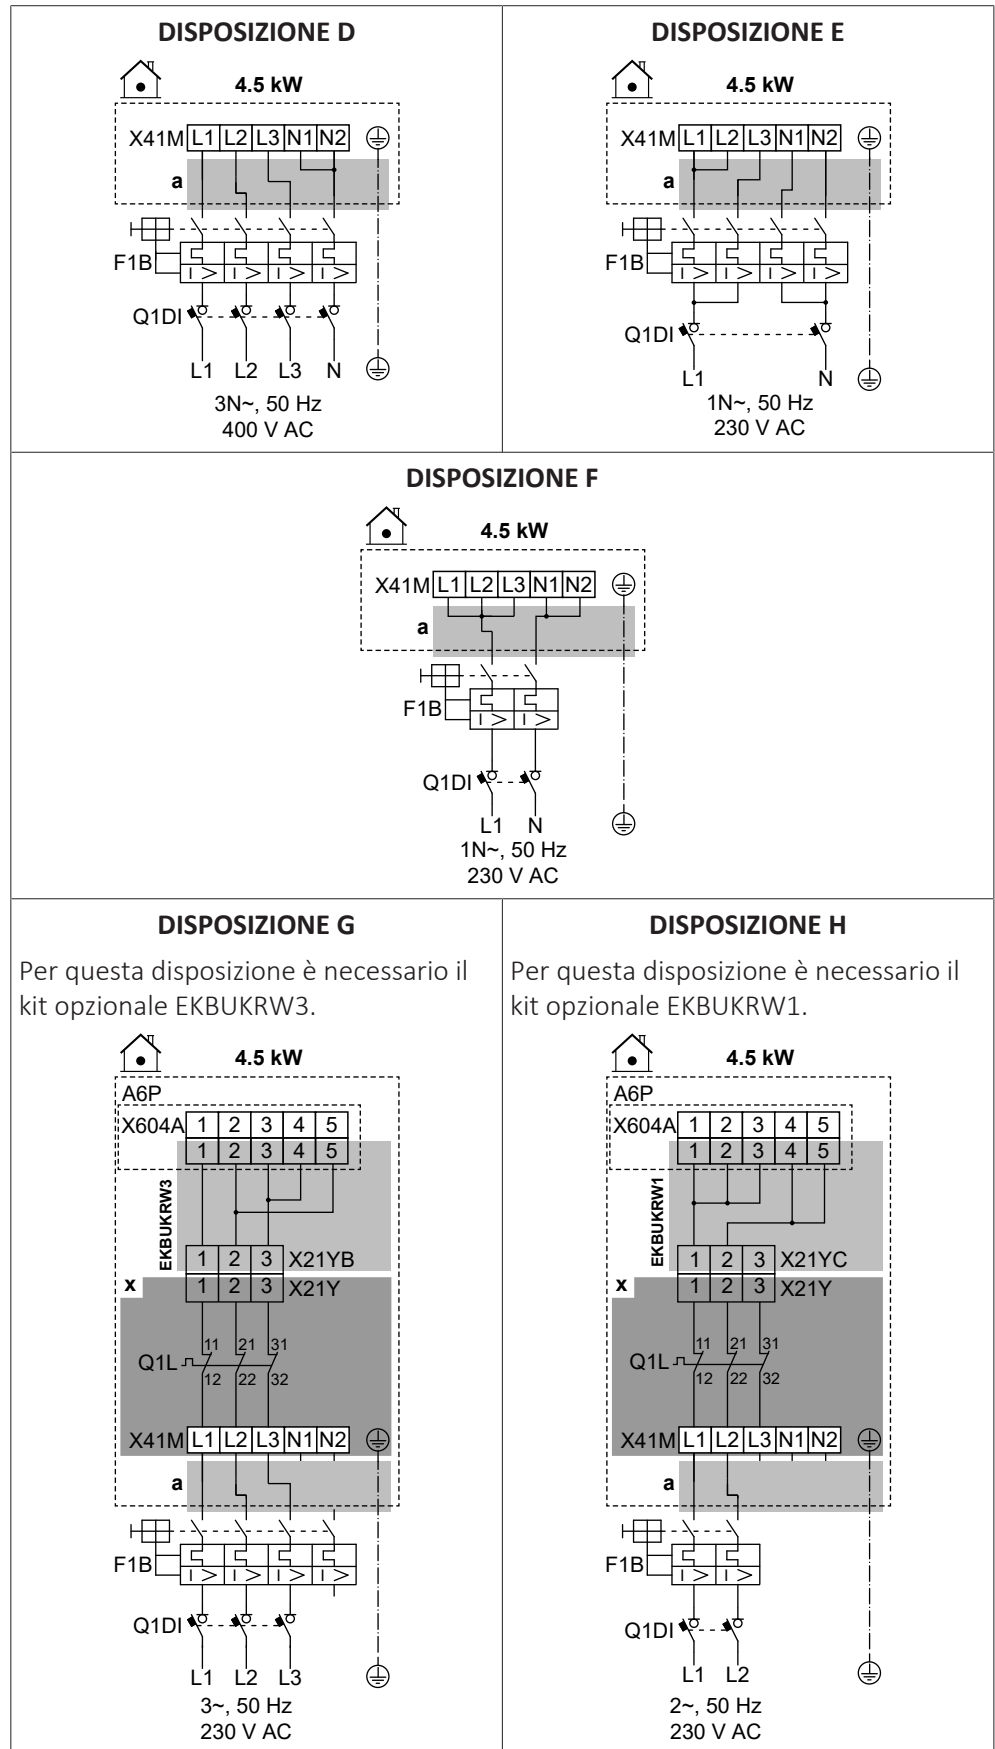 DISPOSIZIONE D
4.5 kW
X41M L1 L2 L3 N1 N2
a
F1B
I > I > I > I >
Q1DI
L1 L2 L3 N
3N~, 50 Hz
400 V AC
DISPOSIZIONE E
4.5 kW
X41M L1 L2 L3 N1 N2
a
F1B
I > I > I > I >
Q1DI
L1 N
1N~, 50 Hz
230 V AC
DISPOSIZIONE F
4.5 kW
X41M L1 L2 L3 N1 N2
a
F1B
I > I >
Q1DI
L1 N
1N~, 50 Hz
230 V AC
DISPOSIZIONE G
Per questa disposizione è necessario il
kit opzionale EKBUKRW3.
4.5 kW
A6P
X604A 1 2 3 4 5
1 2 3 4 5
EKBUKRW3
1 2 3 X21YB
x 1 2 3 X21Y
11 21 31
Q1L
12 22 32
X41M L1 L2 L3 N1 N2
a
F1B
I > I > I > I >
Q1DI
L1 L2 L3
3~, 50 Hz
230 V AC
DISPOSIZIONE H
Per questa disposizione è necessario il
kit opzionale EKBUKRW1.
4.5 kW
A6P
X604A 1 2 3 4 5
1 2 3 4 5
EKBUKRW1
1 2 3 X21YC
x 1 2 3 X21Y
11 21 31
Q1L
12 22 32
X41M L1 L2 L3 N1 N2
a
F1B
I > I >
Q1DI
L1 L2
2~, 50 Hz
230 V AC